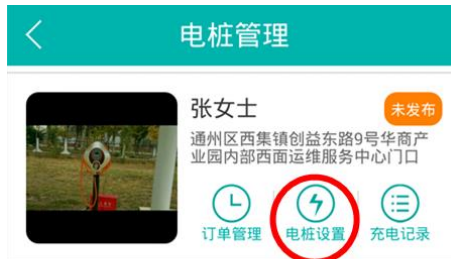 电桩管理
张女士
未发布
通州区西集镇创益东路9号华商产
业园内部西面运维服务中心门口
订单管理
电桩设置
充电记录